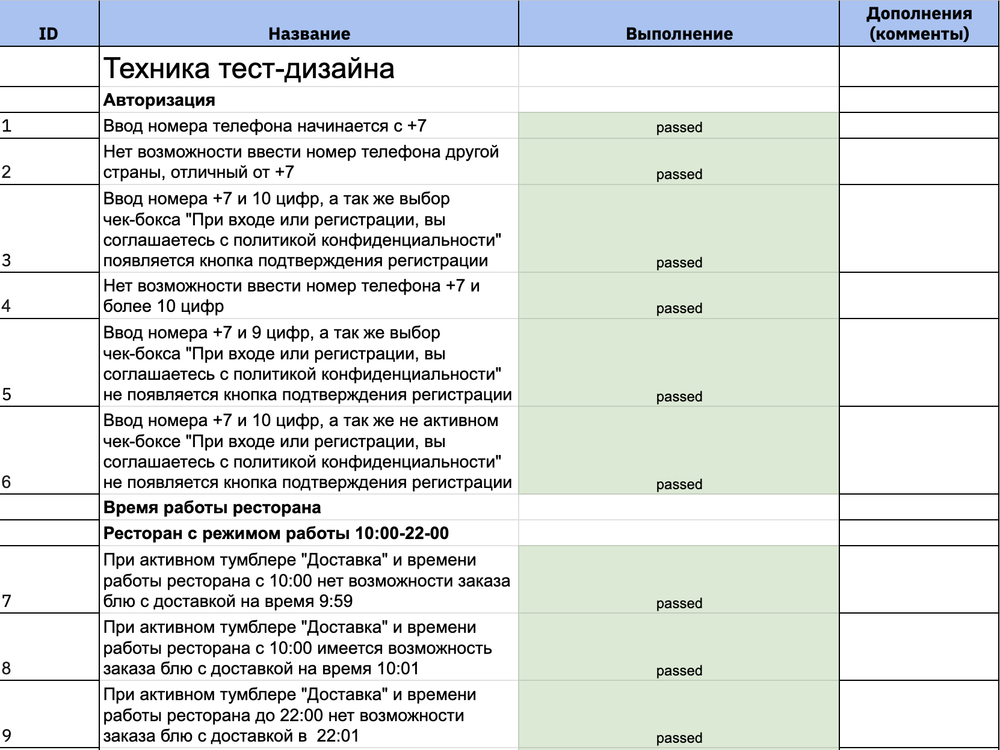 ID
Название
Выполнение
Дополнения
(комменты)
Техника тест-дизайна
Авторизация
1
Ввод номера телефона начинается с +7
passed
2
Нет возможности ввести номер телефона другой
страны, отличный от +7
passed
3
Ввод номера +7 и 10 цифр, а так же выбор
чек-бокса "При входе или регистрации, вы
соглашаетесь с политикой конфиденциальности"
появляется кнопка подтверждения регистрации
passed
4
Нет возможности ввести номер телефона +7 и
более 10 цифр
passed
5
Ввод номера +7 и 9 цифр, а так же выбор
чек-бокса "При входе или регистрации, вы
соглашаетесь с политикой конфиденциальности"
не появляется кнопка подтверждения регистрации
passed
6
Ввод номера +7 и 10 цифр, а так же не активном
чек-боксе "При входе или регистрации, вы
соглашаетесь с политикой конфиденциальности"
не появляется кнопка подтверждения регистрации
passed
Время работы ресторана
Ресторан с режимом работы 10:00-22-00
7
При активном тумблере "Доставка" и времени
работы ресторана с 10:00 нет возможности заказа
блю с доставкой на время 9:59
passed
8
При активном тумблере "Доставка" и времени
работы ресторана с 10:00 имеется возможность
заказа блю с доставкой на время 10:01
passed
9
При активном тумблере "Доставка" и времени
работы ресторана до 22:00 нет возможности
заказа блю с доставкой в  22:01
passed